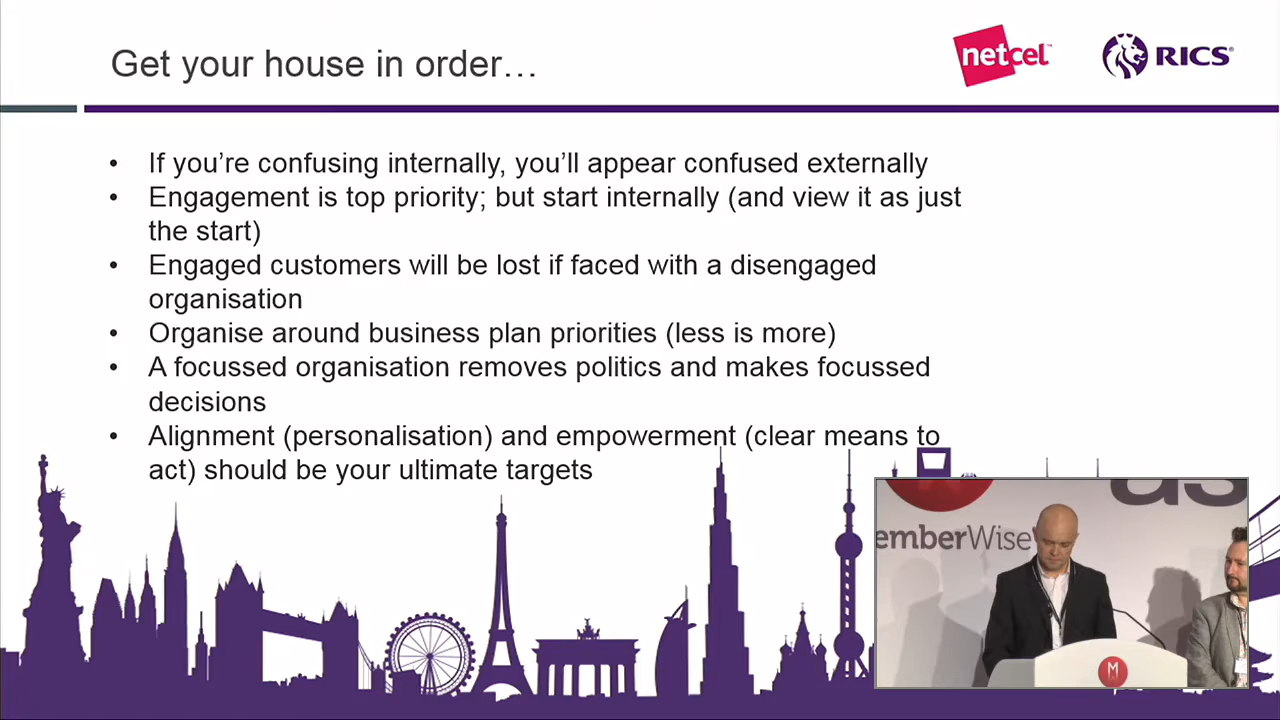 Get your house in order…
netcel™
RICS®
• If you’re confusing internally, you’ll appear confused externally
• Engagement is top priority; but start internally (and view it as just
the start)
• Engaged customers will be lost if faced with a disengaged
organisation
• Organise around business plan priorities (less is more)
• A focussed organisation removes politics and makes focussed
decisions
• Alignment (personalisation) and empowerment (clear means to
act) should be your ultimate targets
as
emberWise
M